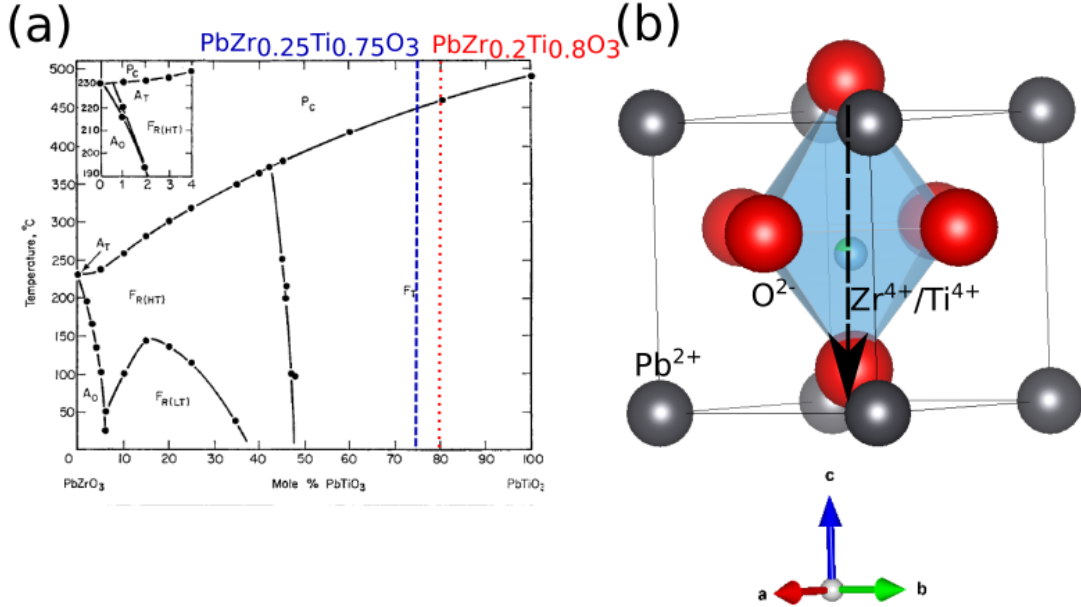 (a)
PbZr0.25Ti0.75O3
PbZr0.2Ti0.8O3
(b)
500
450
400
350
300
250
200
150
100
50
Temperature, °C
230
220
210
200
190
0 1 2 3 4
PC
AT
FR(HT)
AO
PC
AT
FR(HT)
FT
AO
FR(LT)
0 10 20 30 40 50 60 70 80 90 100
PbZrO3 Mole % PbTiO3 PbTiO3
O2-
Zr4+/Ti4+
Pb2+
c
a
b